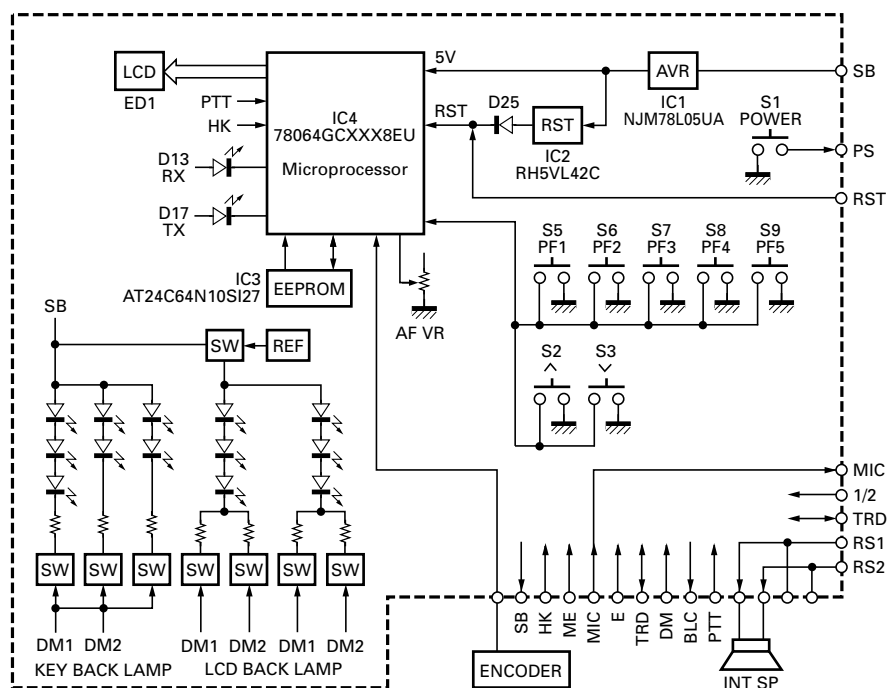 LCD
ED1
PTT
HK
D13
RX
D17
TX
IC4
78064GCXXX8EU
Microprocessor
5V
RST
D25
RST
IC2
RH5VL42C
AVR
IC1
NJM78L05UA
S1
POWER
SB
PS
RST
IC3
AT24C64N10SI27
EEPROM
AF VR
S5
PF1
S6
PF2
S7
PF3
S8
PF4
S9
PF5
S2
^
S3
v
SB
SW
REF
SW
SW
SW
SW
SW
SW
SW
DM1
DM2
KEY BACK LAMP
DM1
DM2
DM1
DM2
LCD BACK LAMP
MIC
1/2
TRD
RS1
RS2
SB
HK
ME
MIC
E
TRD
DM
BLC
PTT
ENCODER
INT SP